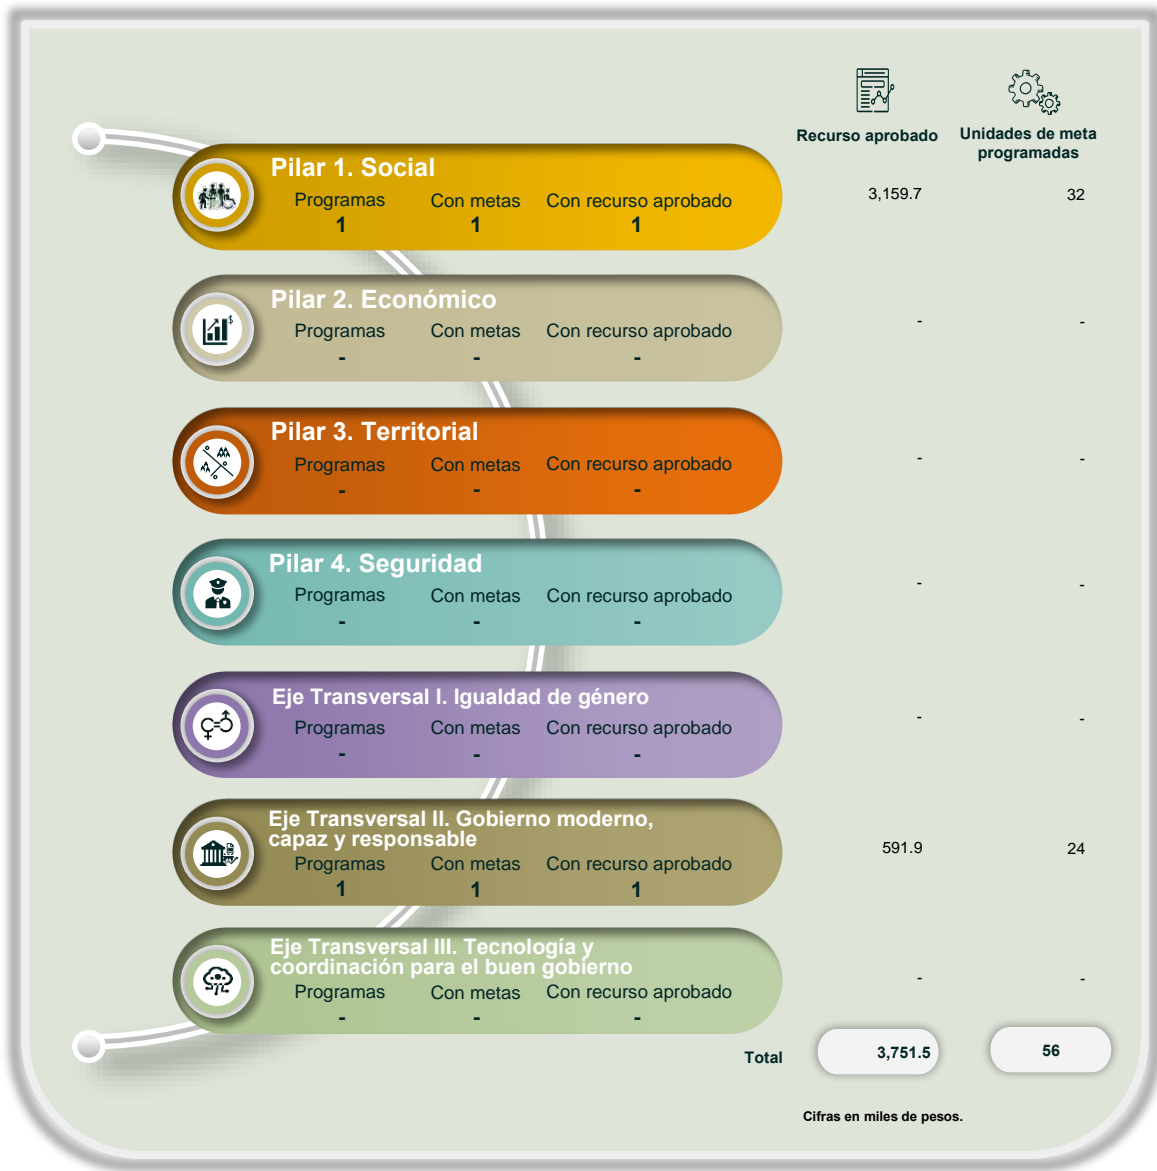 Recurso aprobado
Unidades de meta
programadas
Pilar 1. Social
Programas Con metas Con recurso aprobado
1 1 1
3,159.7 32
Pilar 2. Económico
Programas Con metas Con recurso aprobado
- - -
- -
Pilar 3. Territorial
Programas Con metas Con recurso aprobado
- - -
- -
Pilar 4. Seguridad
Programas Con metas Con recurso aprobado
- - -
- -
Eje Transversal I. Igualdad de género
Programas Con metas Con recurso aprobado
- - -
- -
Eje Transversal II. Gobierno moderno,
capaz y responsable
Programas Con metas Con recurso aprobado
1 1 1
591.9 24
Eje Transversal III. Tecnología y
coordinación para el buen gobierno
Programas Con metas Con recurso aprobado
- - -
- -
Total 3,751.5 56
Cifras en miles de pesos.